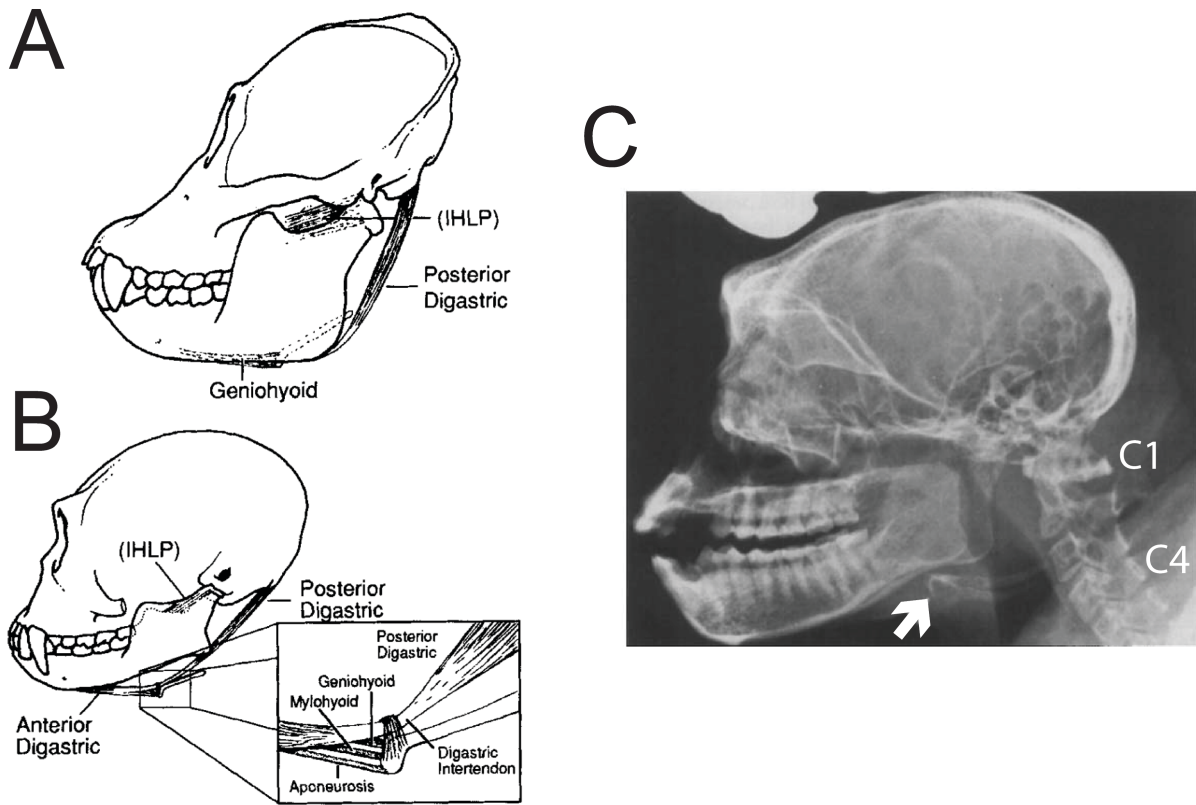 A
(IHLP)
Posterior
Digastric
Geniohyoid
B
(IHLP)
Posterior
Digastric
Anterior
Digastric
Posterior
Digastric
Geniohyoid
Mylohyoid
Digastric
Intertendon
Aponeurosis
C
C1
C4